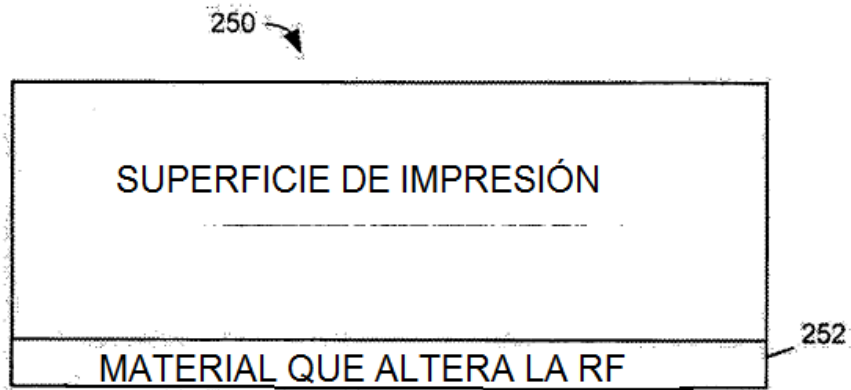 250
SUPERFICIE DE IMPRESIÓN
252
MATERIAL QUE ALTERA LA RF